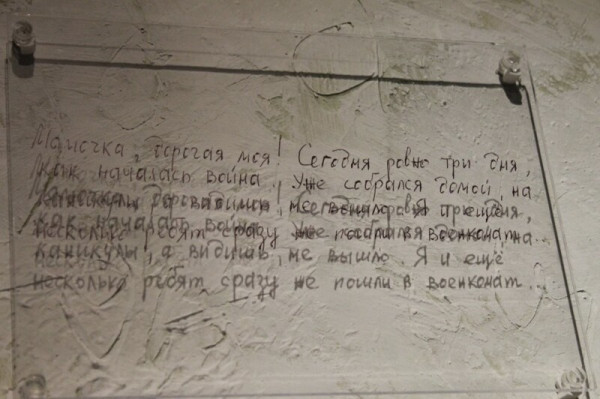 Мамочка, дорогая моя! Сегодня ровно три дня,
как началась война, Уже собрался домой, на
каникулы, а видишь, не вышло. Я и ещё
несколько ребят сразу же пошли в военкомат...